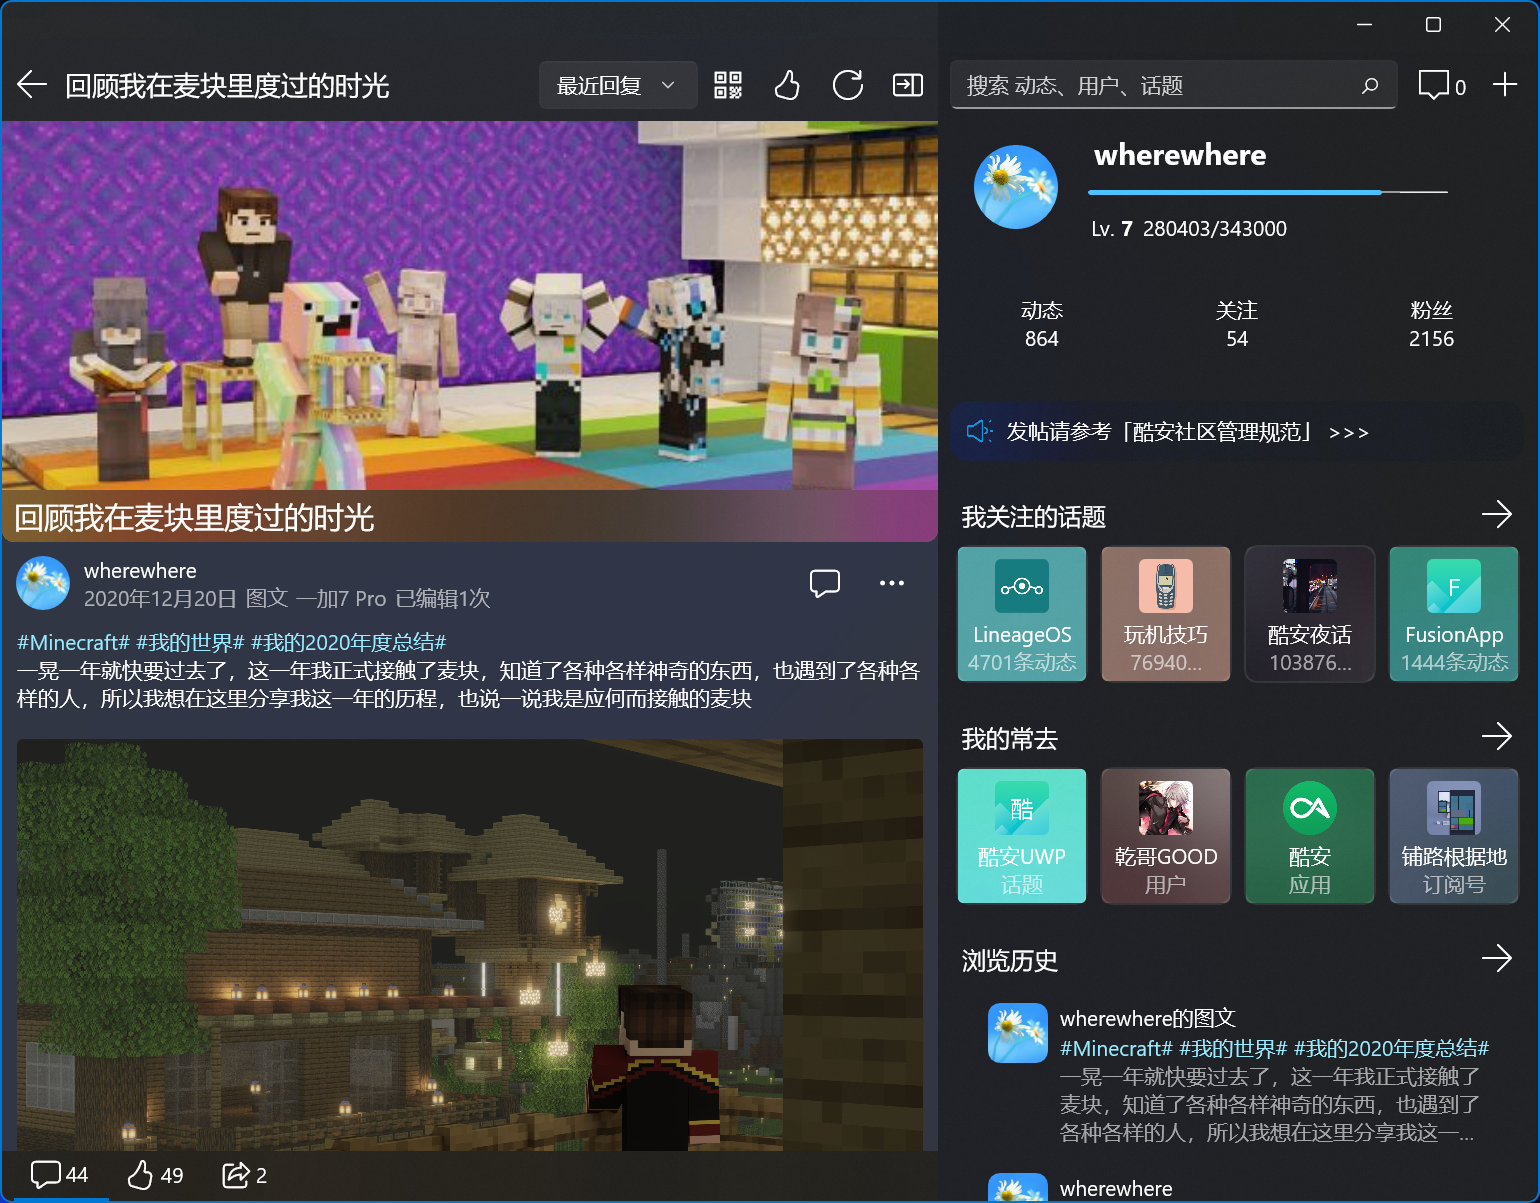 回顾我在麦块里度过的时光
最近回复
回顾我在麦块里度过的时光
wherewhere
2020年12月20日 图文 一加7 Pro 已编辑1次
#Minecraft# #我的世界# #我的2020年度总结#
一晃一年就快要过去了，这一年我正式接触了麦块，知道了各种各样神奇的东西，也遇到了各种各
样的人，所以我想在这里分享我这一年的历程，也说一说我是应何而接触的麦块
44 49 2
搜索 动态、用户、话题
0
wherewhere
Lv. 7 280403/343000
动态 关注 粉丝
864 54 2156
发帖请参考「酷安社区管理规范」 >>>
我关注的话题
LineageOS 玩机技巧 酷安夜话 F FusionApp
4701条动态 76940... 103876... 1444条动态
我的常去
酷
酷安UWP 乾哥GOOD 酷安 铺路根据地
话题 用户 应用 订阅号
浏览历史
wherewhere的图文
#Minecraft# #我的世界# #我的2020年度总结#
一晃一年就快要过去了，这一年我正式接触了
麦块，知道了各种各样神奇的东西，也遇到了
各种各样的人，所以我想在这里分享我这一...
wherewhere